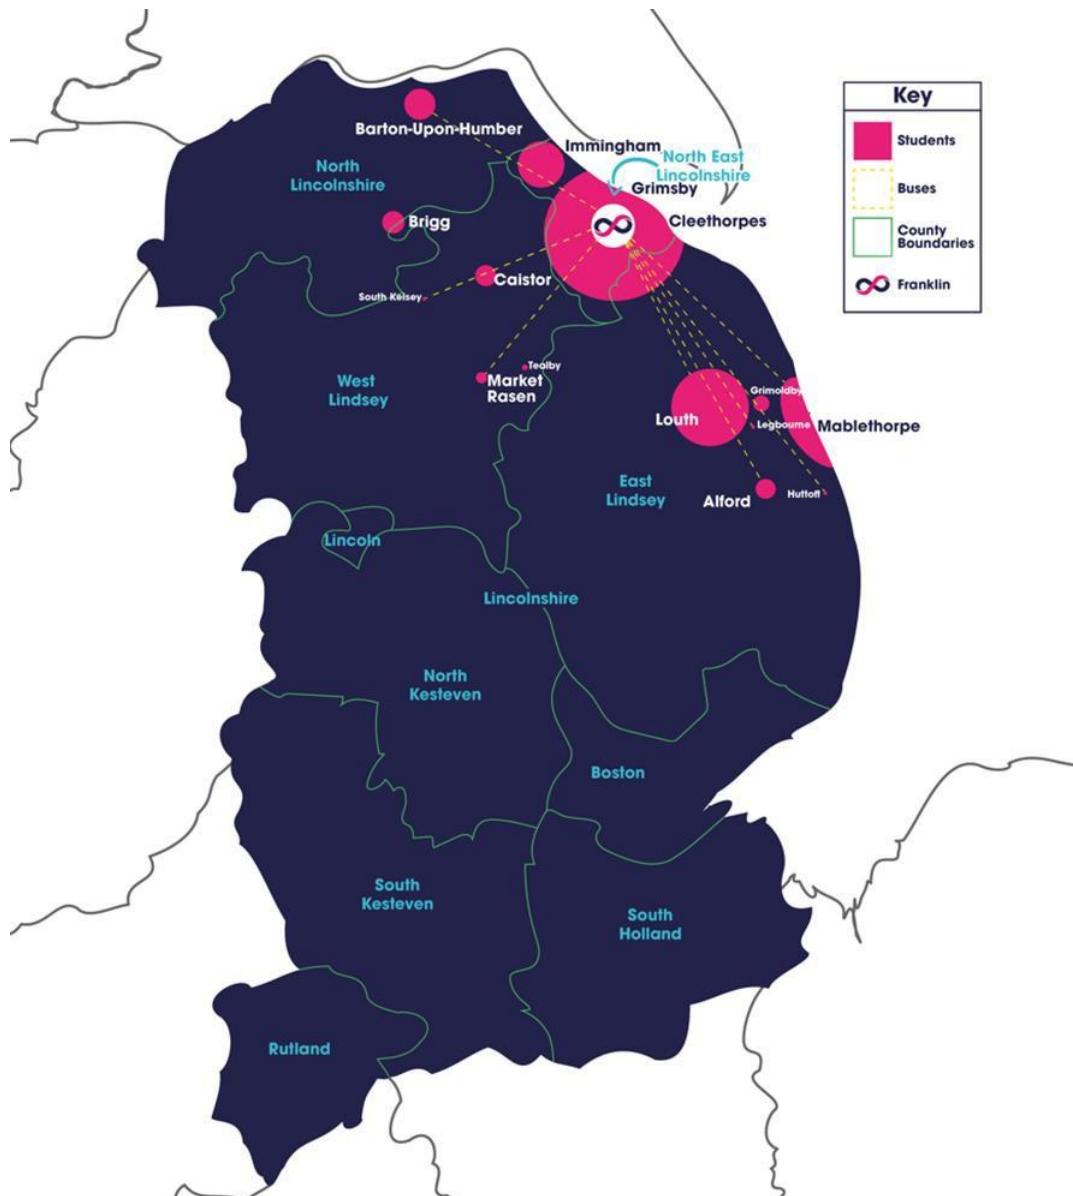 Key
Students
Buses
County
Boundaries
Franklin
Barton-Upon-Humber
Immingham
North East
Lincolnshire
Grimsby
Cleethorpes
North
Lincolnshire
Brigg
Caistor
South Kelsey
Tealby
Market
Rasen
West
Lindsey
Grimoldby
Louth
Legbourne
Mablethorpe
East
Lindsey
Alford
Huttoft
Lincoln
Lincolnshire
North
Kesteven
Boston
South
Kesteven
South
Holland
Rutland